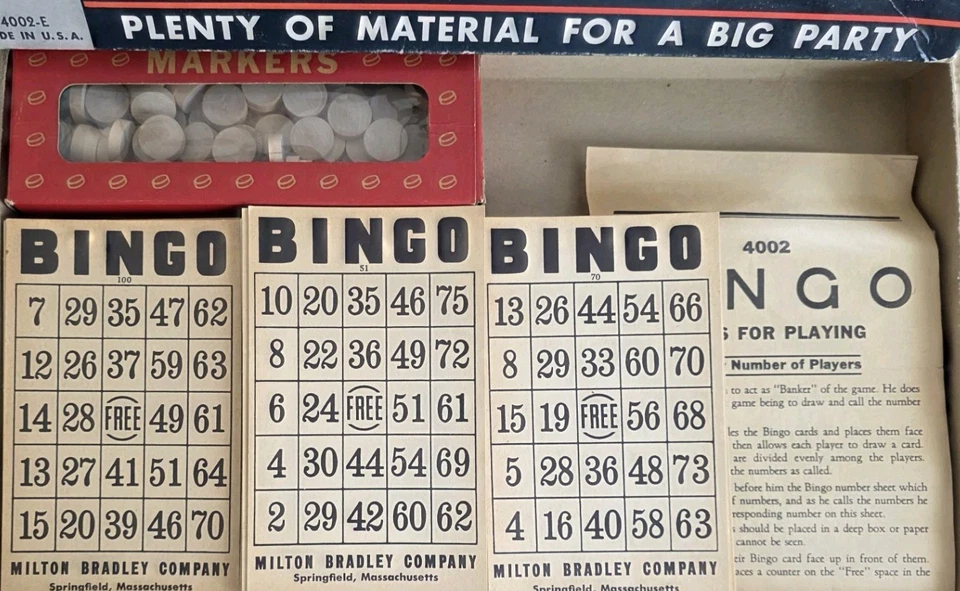 4002-E
DE IN U.S.A.
PLENTY OF MATERIAL FOR A BIG PARTY
MARKERS
BINGO
100
7 29 35 47 62
12 26 37 59 63
14 28 FREE 49 61
13 27 41 51 64
15 20 39 46 70
MILTON BRADLEY COMPANY
Springfield, Massachusetts
BINGO
51
10 20 35 46 75
8 22 36 49 72
6 24 FREE 51 61
4 30 44 54 69
2 29 42 60 62
MILTON BRADLEY COMPANY
Springfield, Massachusetts
BINGO
70
13 26 44 54 66
8 29 33 60 70
15 19 FREE 56 68
5 28 36 48 73
4 16 40 58 63
MILTON BRADLEY COMPANY
Springfield, Massachusetts
4002
NGO
FOR PLAYING
Number of Players
to act as "Banker" of the game. He does
game being to draw and call the number
les the Bingo cards and places them face
then allows each player to draw a card.
are divided evenly among the players.
the numbers as called.
before him the Bingo number sheet which
f numbers, and as he calls the numbers he
responding number on this sheet.
should be placed in a deep box or paper
cannot be seen.
eir Bingo card face up in front of them.
aces a counter on the "Free" space in the